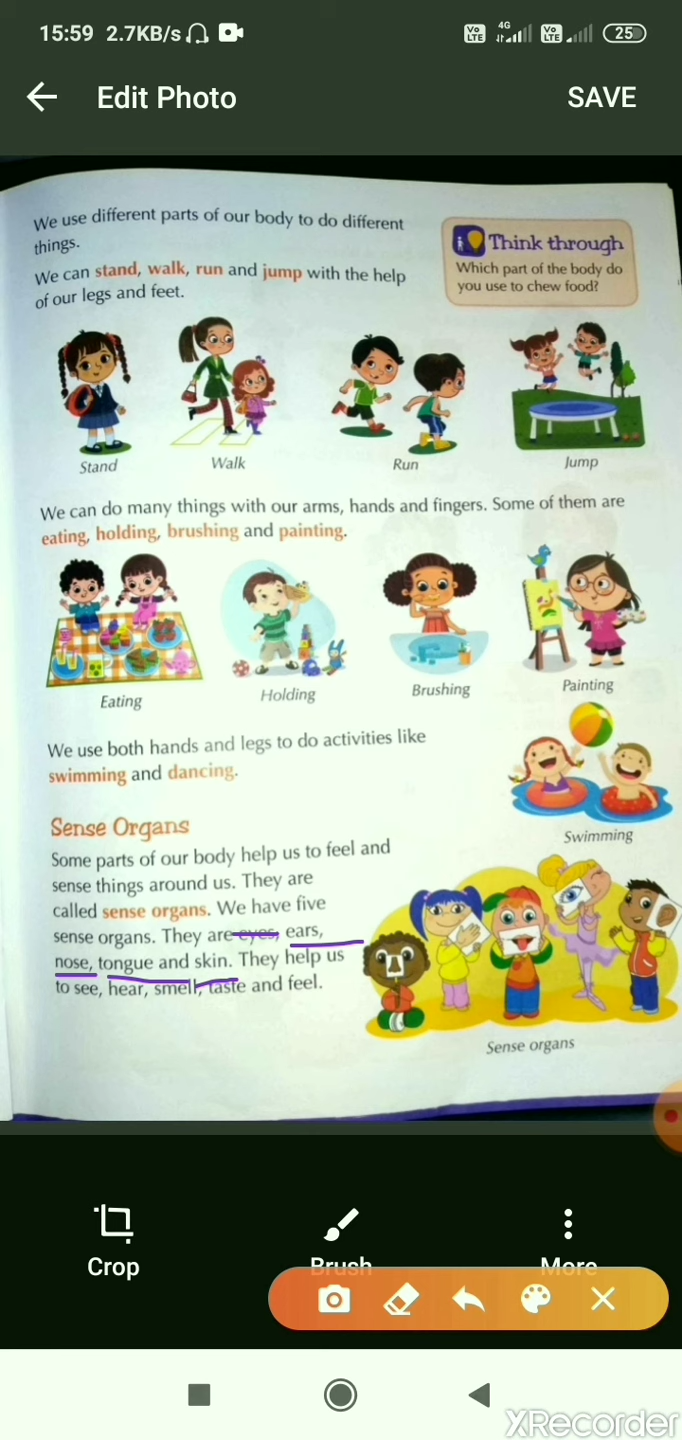 15:59 2.7KB/s VoLTE 4G VoLTE 25
Edit Photo SAVE
We use different parts of our body to do different
things.
We can stand, walk, run and jump with the help
of our legs and feet.
Think through
Which part of the body do
you use to chew food?
Stand Walk Run Jump
We can do many things with our arms, hands and fingers. Some of them are
eating, holding, brushing and painting.
Eating Holding Brushing Painting
We use both hands and legs to do activities like
swimming and dancing.
Swimming
Sense Organs
Some parts of our body help us to feel and
sense things around us. They are
called sense organs. We have five
sense organs. They are eyes, ears,
nose, tongue and skin. They help us
to see, hear, smell, taste and feel.
Sense organs
Crop Brush More
XRecorder